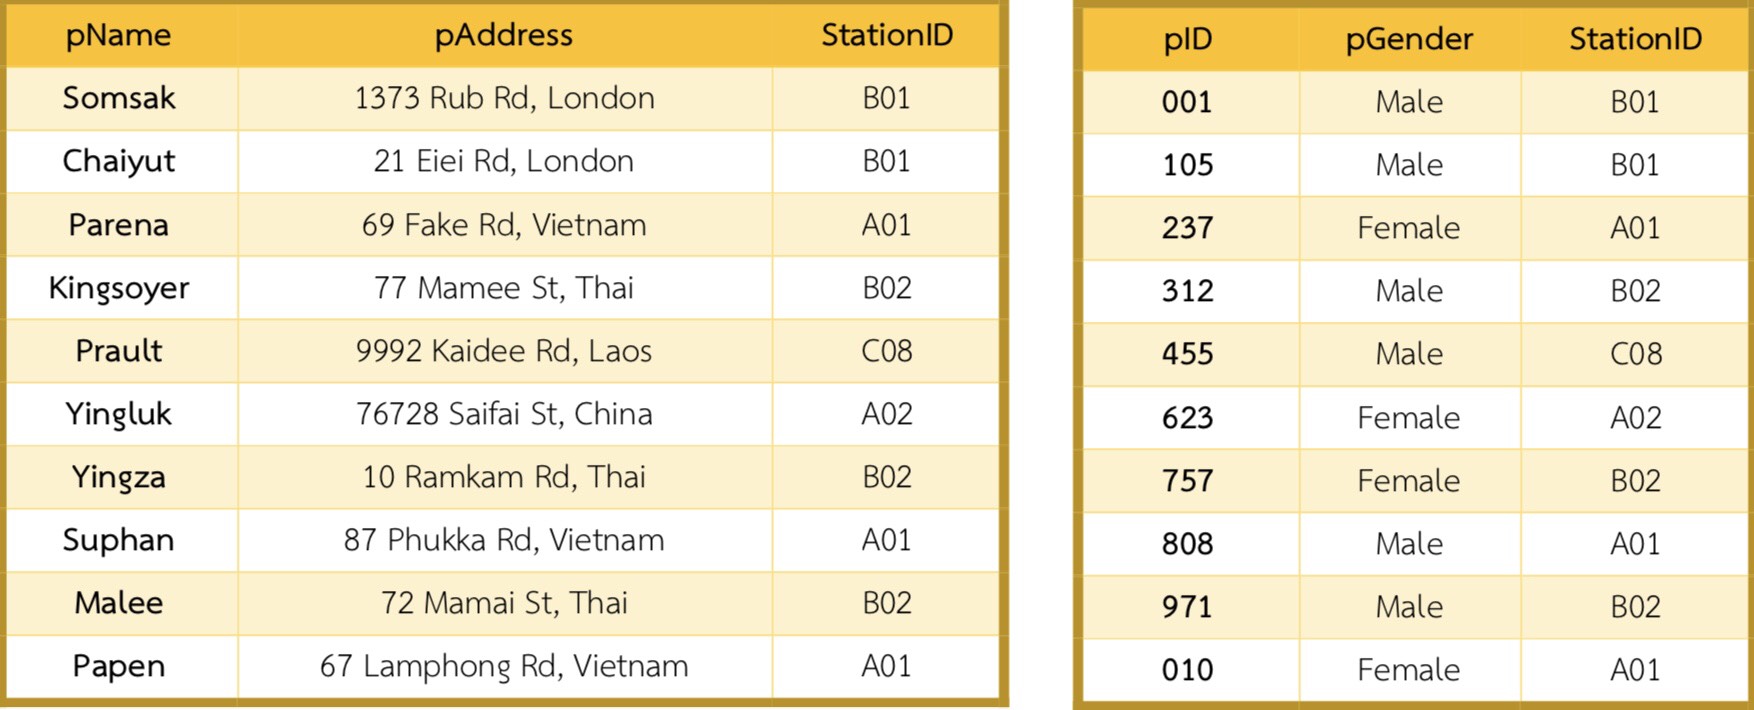 pName pAddress StationID
Somsak 1373 Rub Rd, London B01
Chaiyut 21 Eiei Rd, London B01
Parena 69 Fake Rd, Vietnam A01
Kingsoyer 77 Mamee St, Thai B02
Prault 9992 Kaidee Rd, Laos C08
Yingluk 76728 Saifai St, China A02
Yingza 10 Ramkam Rd, Thai B02
Suphan 87 Phukka Rd, Vietnam A01
Malee 72 Mamai St, Thai B02
Papen 67 Lamphong Rd, Vietnam A01
pID pGender StationID
001 Male B01
105 Male B01
237 Female A01
312 Male B02
455 Male C08
623 Female A02
757 Female B02
808 Male A01
971 Male B02
010 Female A01